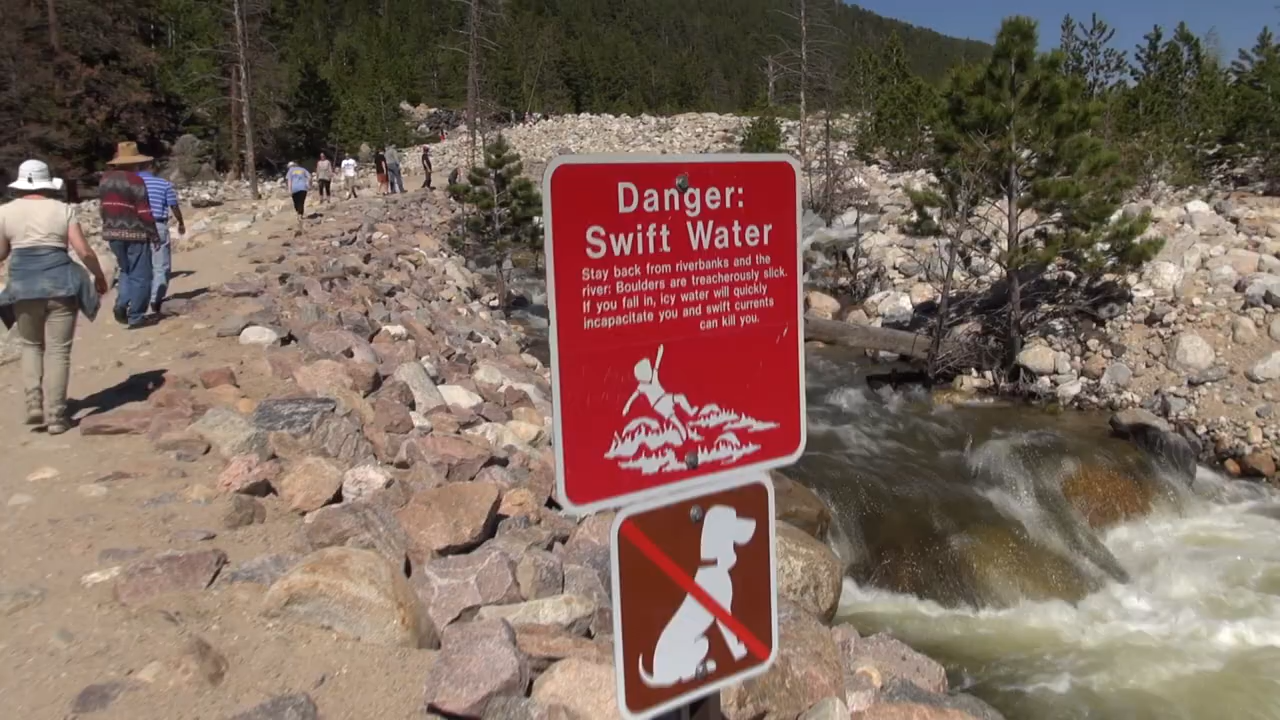 Danger:
Swift Water
Stay back from riverbanks and the
river: Boulders are treacherously slick.
If you fall in, icy water will quickly
incapacitate you and swift currents
can kill you.